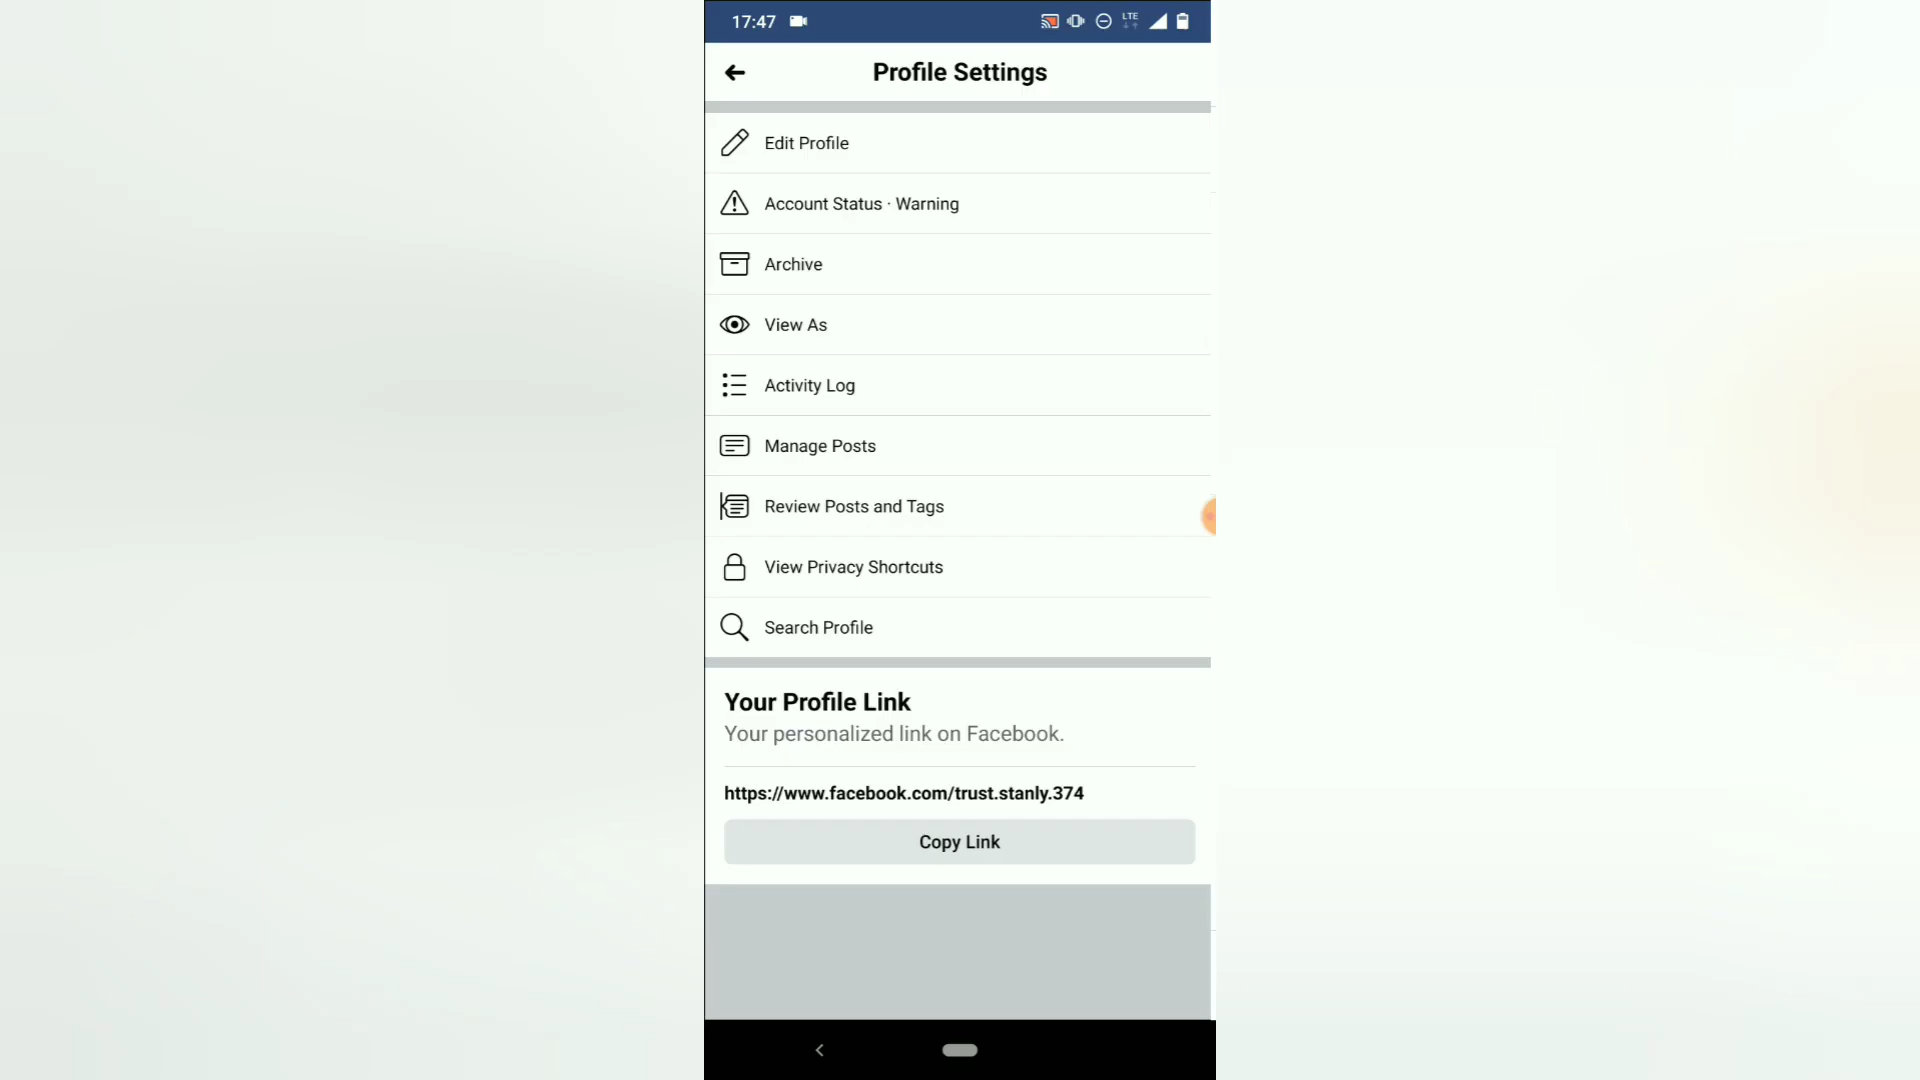 17:47
LTE
Profile Settings
Edit Profile
Account Status · Warning
Archive
View As
Activity Log
Manage Posts
Review Posts and Tags
View Privacy Shortcuts
Search Profile
Your Profile Link
Your personalized link on Facebook.
https://www.facebook.com/trust.stanly.374
Copy Link